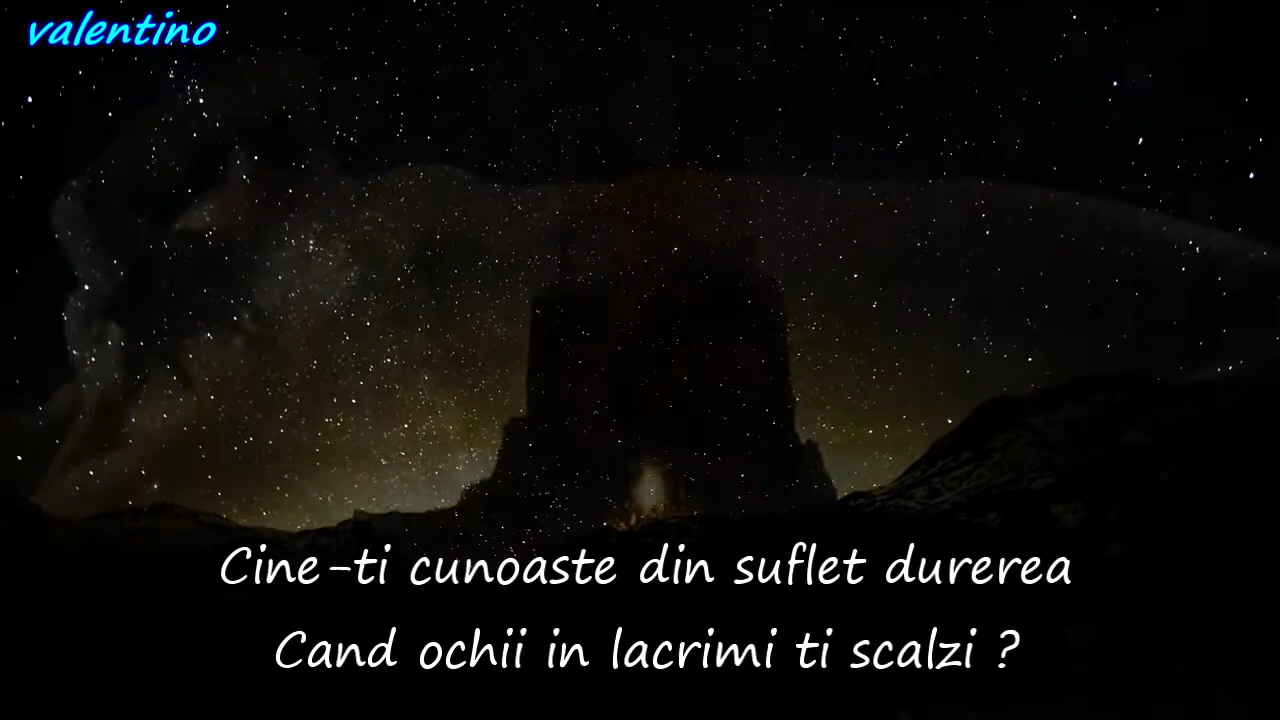 valentino
Cine-ti cunoaste din suflet durerea
Cand ochii in lacrimi ti scalzi ?